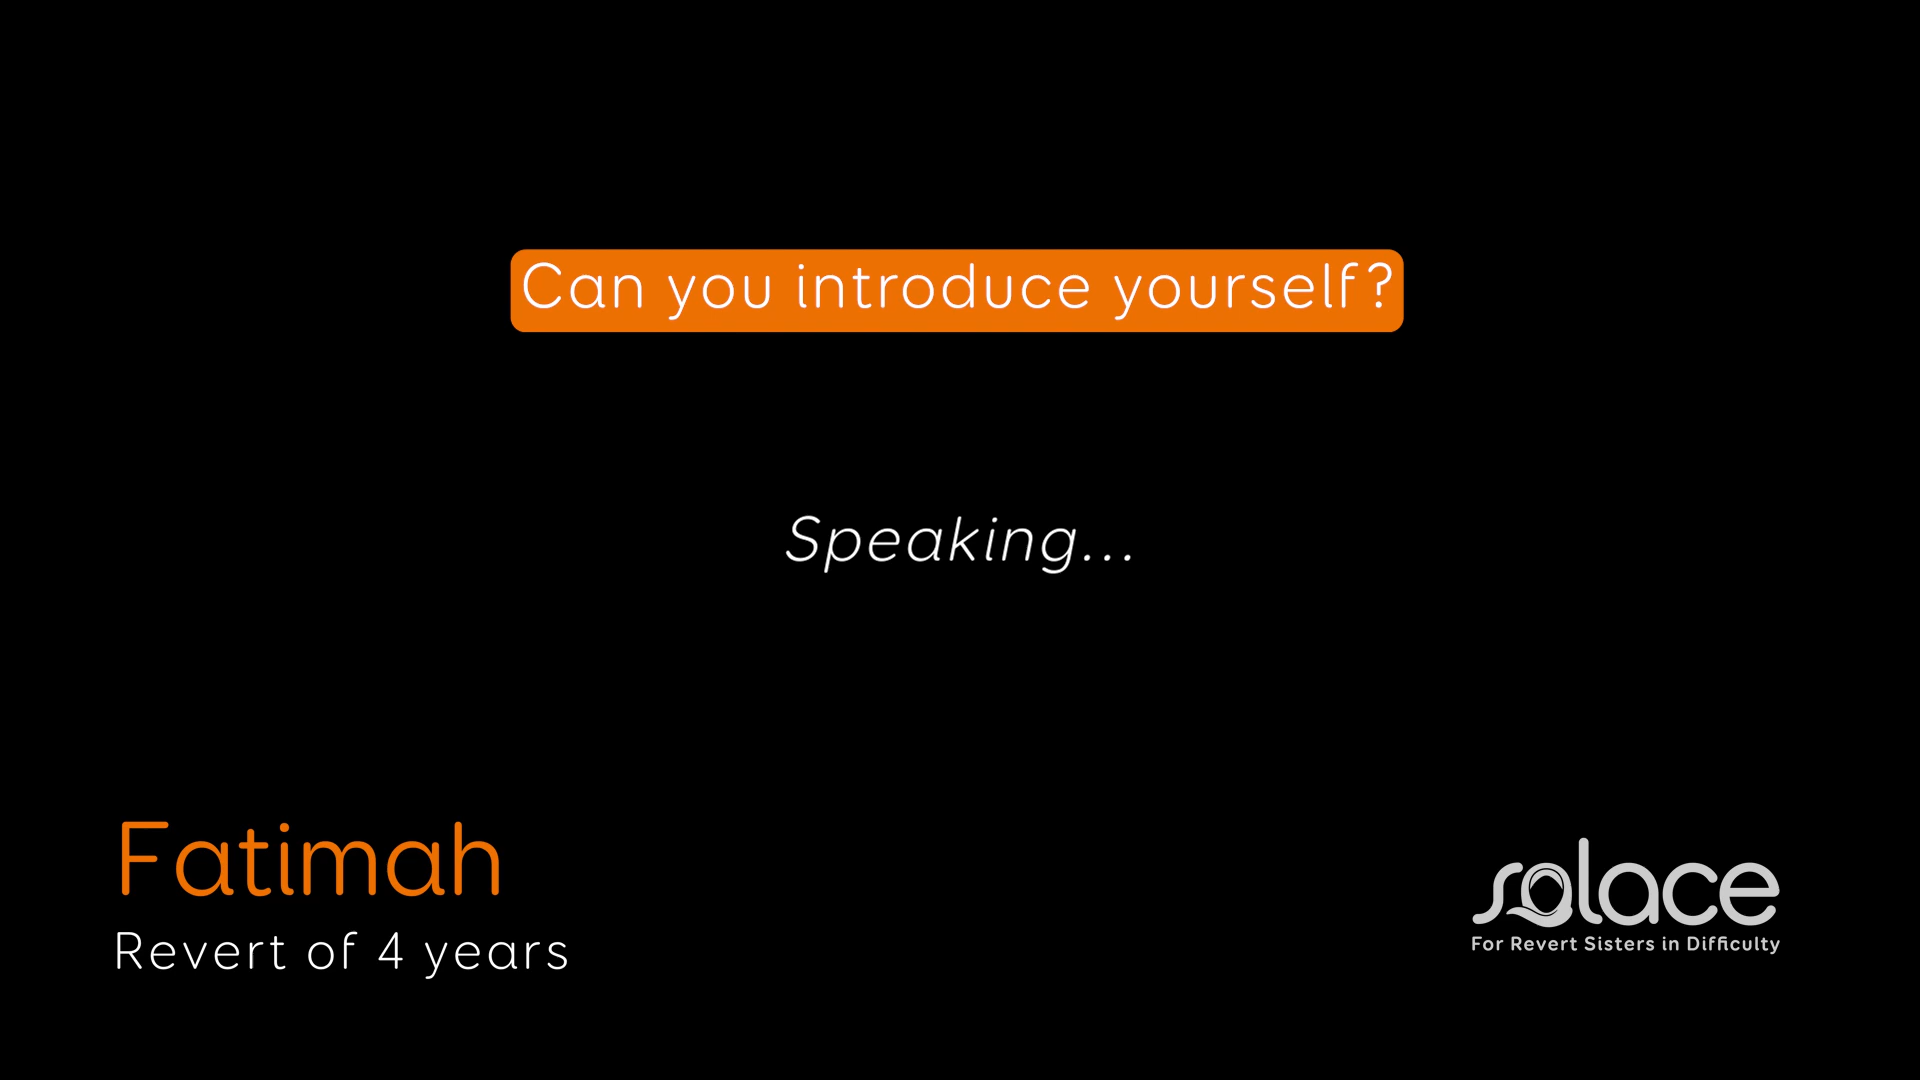 Can you introduce yourself?
Speaking...
Fatimah
Revert of 4 years
solace
For Revert Sisters in Difficulty